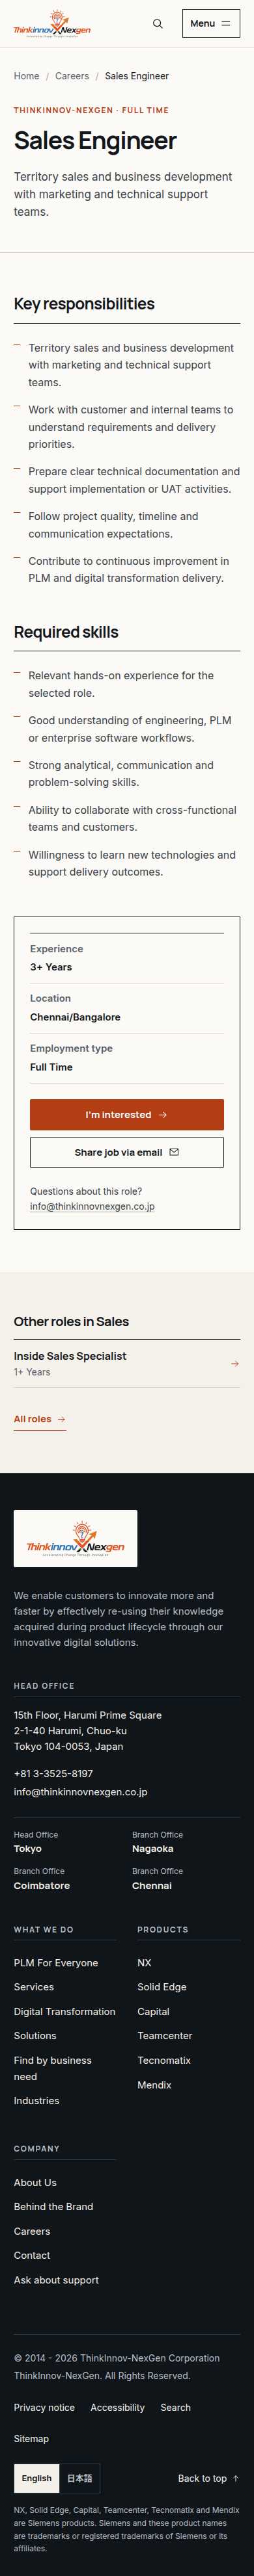 ThinkinnovXNexgen
Menu
Home / Careers / Sales Engineer
THINKINNOV-NEXGEN · FULL TIME
Sales Engineer
Territory sales and business development
with marketing and technical support
teams.
Key responsibilities
Territory sales and business development
with marketing and technical support
teams.
Work with customer and internal teams to
understand requirements and delivery
priorities.
Prepare clear technical documentation and
support implementation or UAT activities.
Follow project quality, timeline and
communication expectations.
Contribute to continuous improvement in
PLM and digital transformation delivery.
Required skills
Relevant hands-on experience for the
selected role.
Good understanding of engineering, PLM
or enterprise software workflows.
Strong analytical, communication and
problem-solving skills.
Ability to collaborate with cross-functional
teams and customers.
Willingness to learn new technologies and
support delivery outcomes.
Experience
3+ Years
Location
Chennai/Bangalore
Employment type
Full Time
I'm interested →
Share job via email
Questions about this role?
info@thinkinnovnexgen.co.jp
Other roles in Sales
Inside Sales Specialist
1+ Years
→
All roles →
ThinkinnovXNexgen
Accelerating Change Through Innovation
We enable customers to innovate more and
faster by effectively re-using their knowledge
acquired during product lifecycle through our
innovative digital solutions.
HEAD OFFICE
15th Floor, Harumi Prime Square
2-1-40 Harumi, Chuo-ku
Tokyo 104-0053, Japan
+81 3-3525-8197
info@thinkinnovnexgen.co.jp
Head Office
Tokyo
Branch Office
Nagaoka
Branch Office
Coimbatore
Branch Office
Chennai
WHAT WE DO
PLM For Everyone
Services
Digital Transformation
Solutions
Find by business
need
Industries
PRODUCTS
NX
Solid Edge
Capital
Teamcenter
Tecnomatix
Mendix
COMPANY
About Us
Behind the Brand
Careers
Contact
Ask about support
© 2014 - 2026 ThinkInnov-NexGen Corporation
ThinkInnov-NexGen. All Rights Reserved.
Privacy notice Accessibility Search
Sitemap
English 日本語
Back to top ↑
NX, Solid Edge, Capital, Teamcenter, Tecnomatix and Mendix
are Siemens products. Siemens and these product names
are trademarks or registered trademarks of Siemens or its
affiliates.